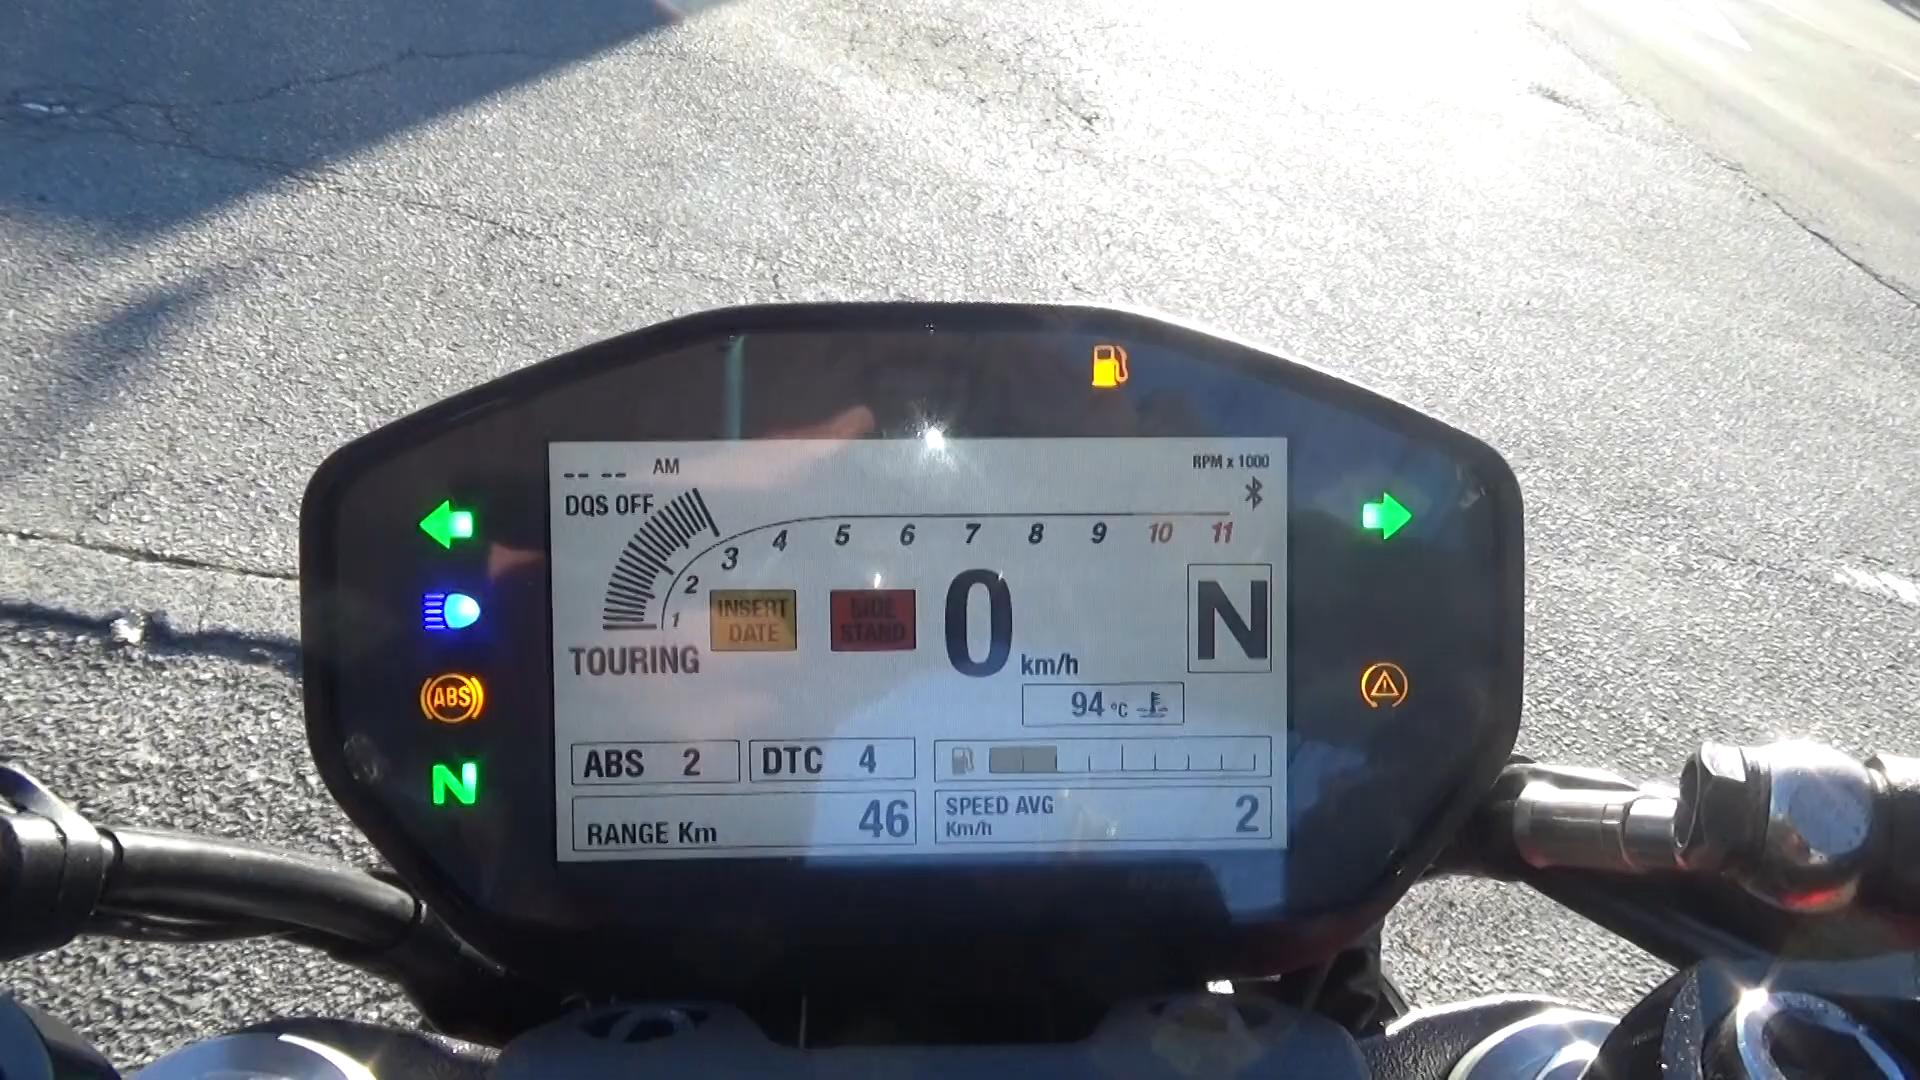 -- -- AM
RPM x 1000
DQS OFF
1 2 3 4 5 6 7 8 9 10 11
INSERT
DATE
SIDE
STAND
0 km/h
N
TOURING
94 °C
ABS
ABS 2
DTC 4
N
RANGE Km 46
SPEED AVG
Km/h
2